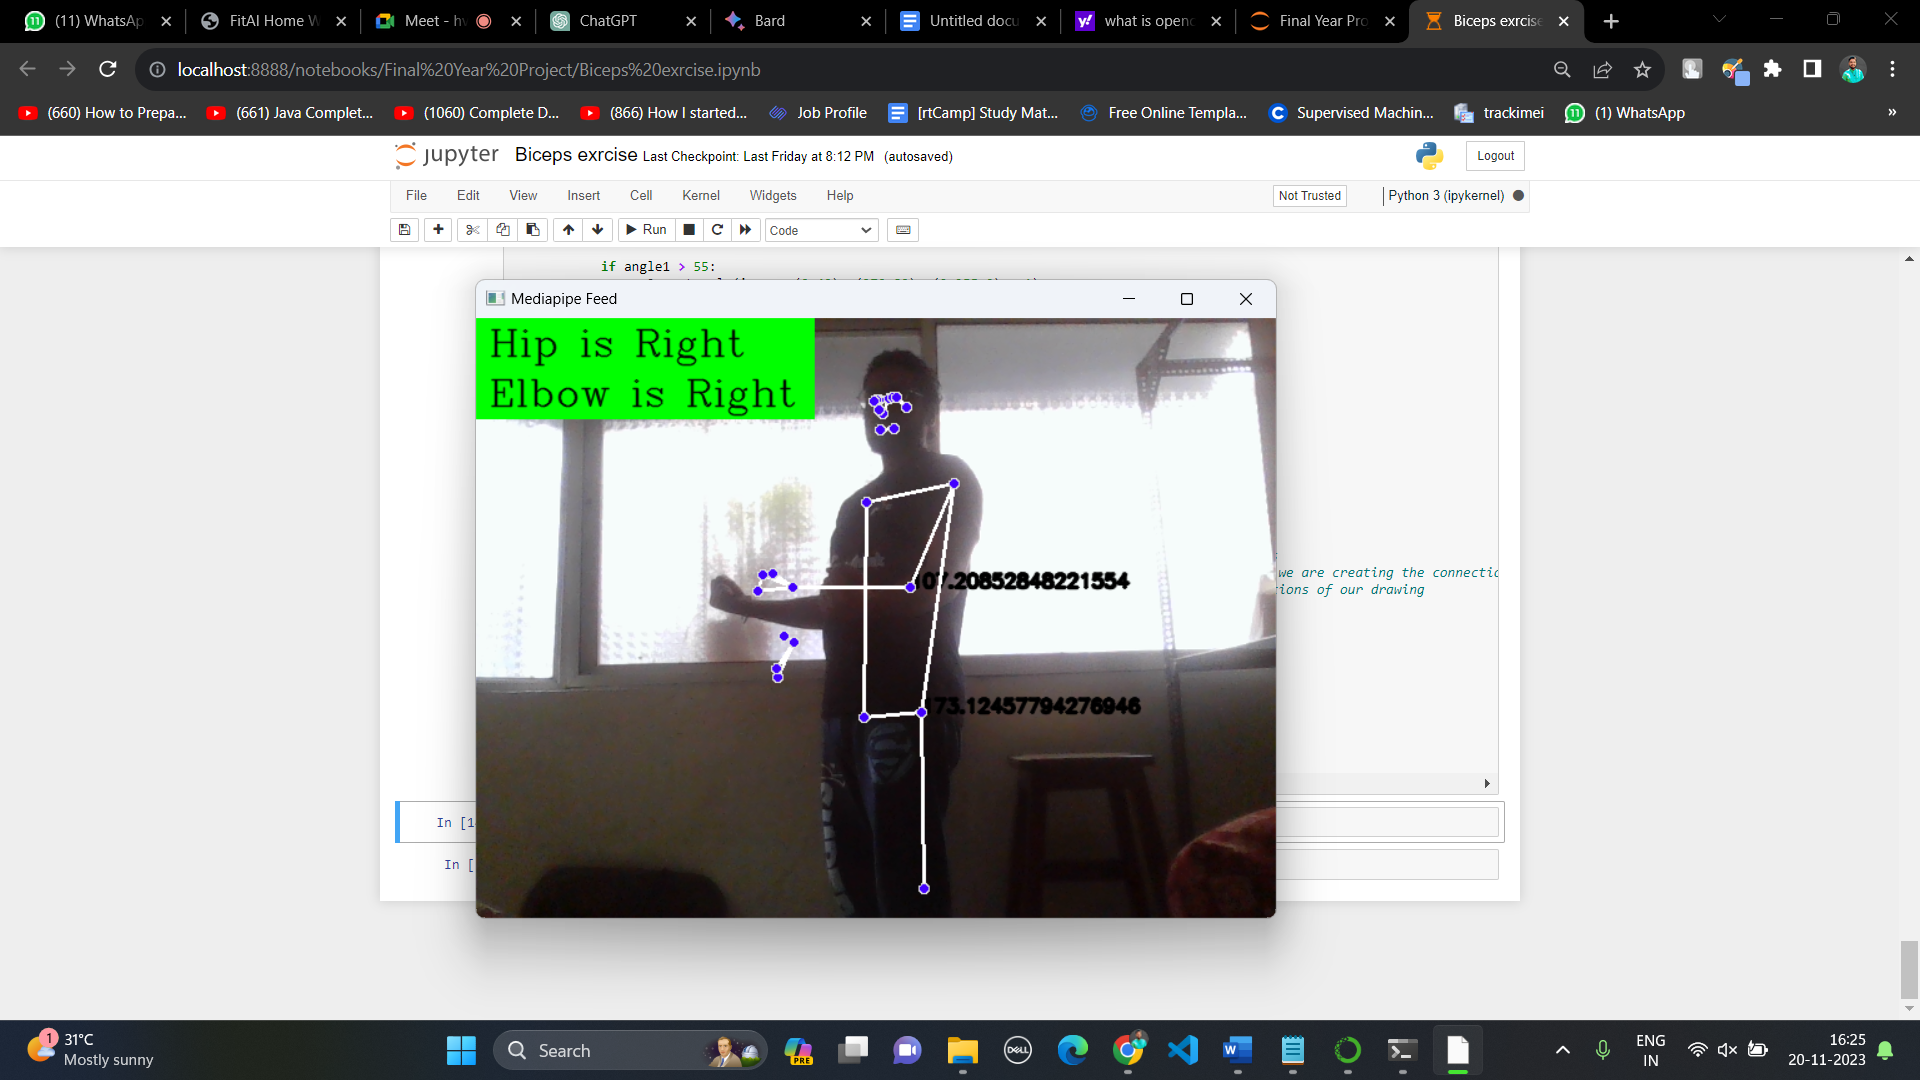 (11) WhatsApp
FitAI Home W
Meet - hv
ChatGPT
Bard
Untitled docu
what is openc
Final Year Pro
Biceps exrcise
localhost:8888/notebooks/Final%20Year%20Project/Biceps%20exrcise.ipynb
(660) How to Prepa...
(661) Java Complet...
(1060) Complete D...
(866) How I started...
Job Profile
[rtCamp] Study Mat...
Free Online Templa...
Supervised Machin...
trackimei
(1) WhatsApp
»
jupyter Biceps exrcise Last Checkpoint: Last Friday at 8:12 PM (autosaved)
Logout
File Edit View Insert Cell Kernel Widgets Help
Not Trusted
Python 3 (ipykernel)
Run
Code
if angle1 > 55:
Mediapipe Feed
Hip is Right
Elbow is Right
07.20852848221554
we are creating the connectio
ions of our drawing
73.12457794276946
In [1
In [
1
31°C
Mostly sunny
Search
PRE
DELL
ENG
IN
16:25
20-11-2023